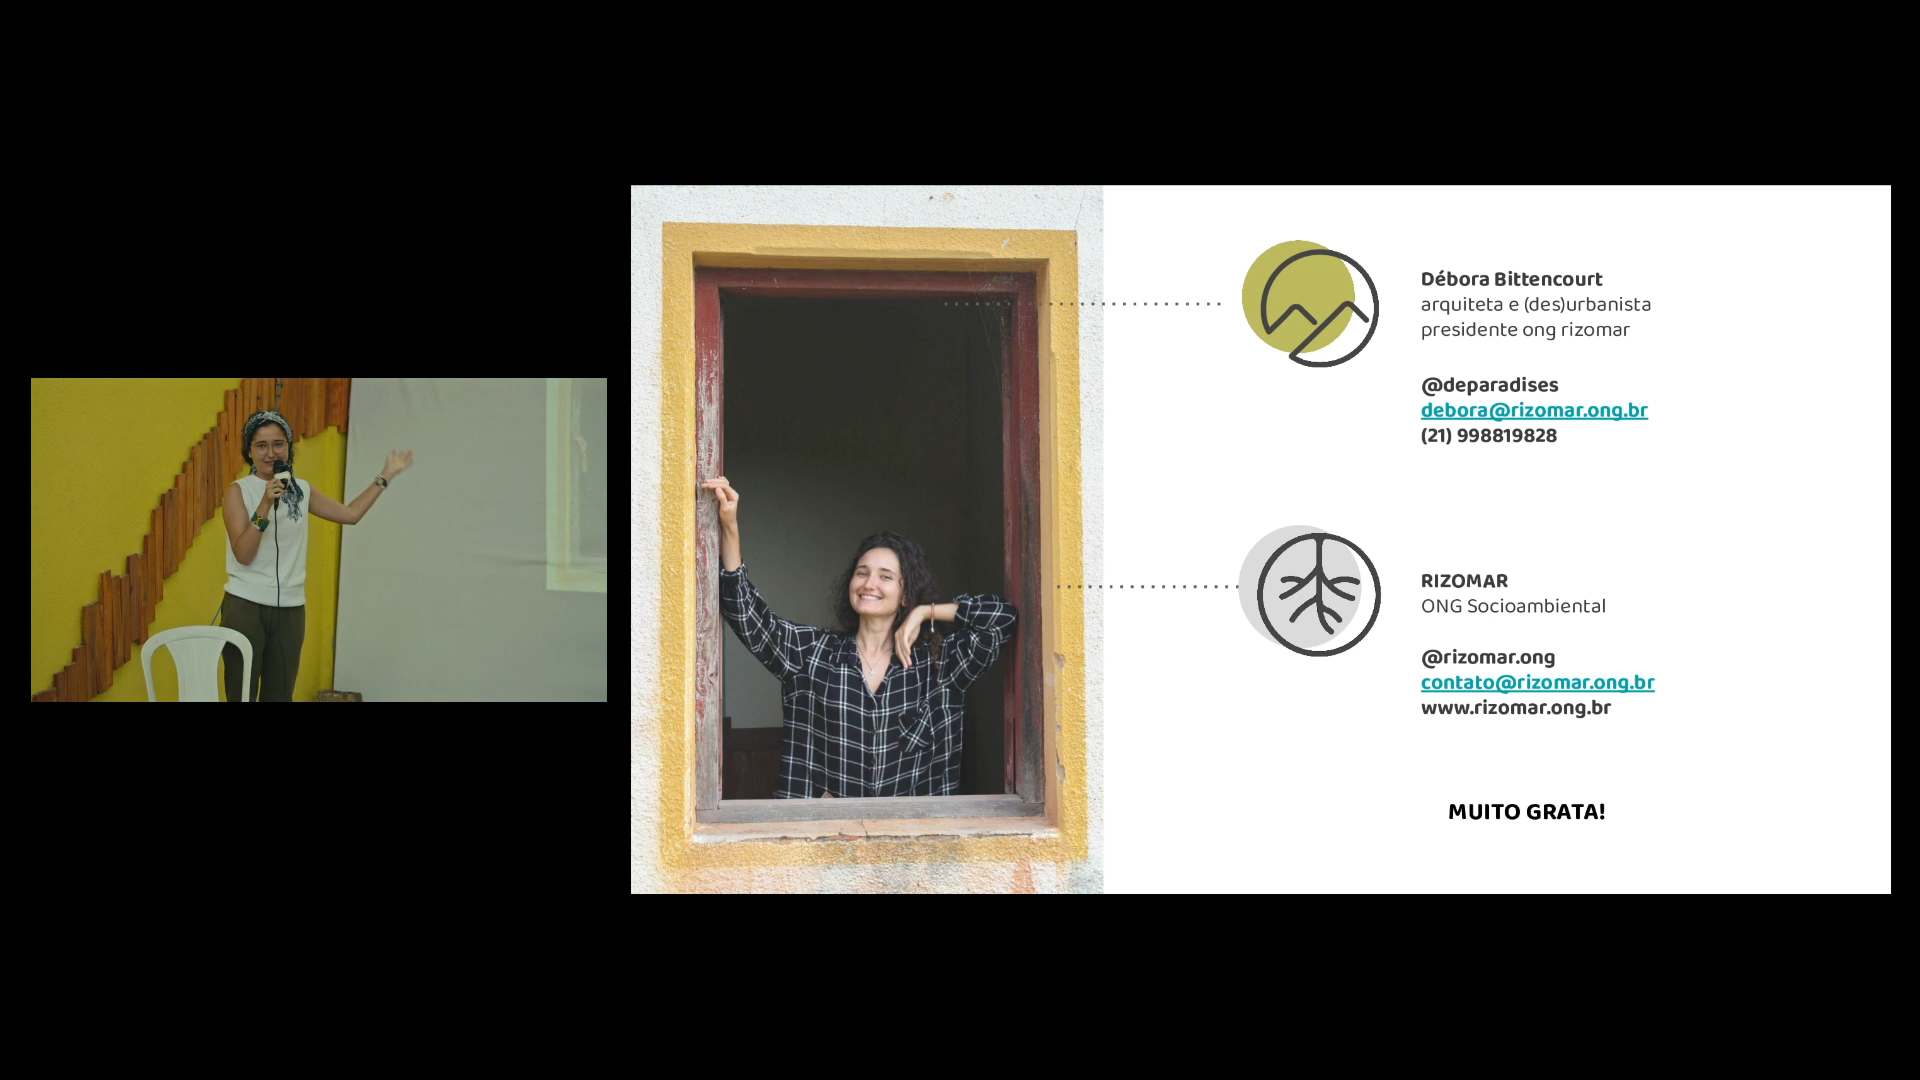 Débora Bittencourt
arquiteta e (des)urbanista
presidente ong rizomar
@deparadises
debora@rizomar.ong.br
(21) 998819828
RIZOMAR
ONG Socioambiental
@rizomar.ong
contato@rizomar.ong.br
www.rizomar.ong.br
MUITO GRATA!